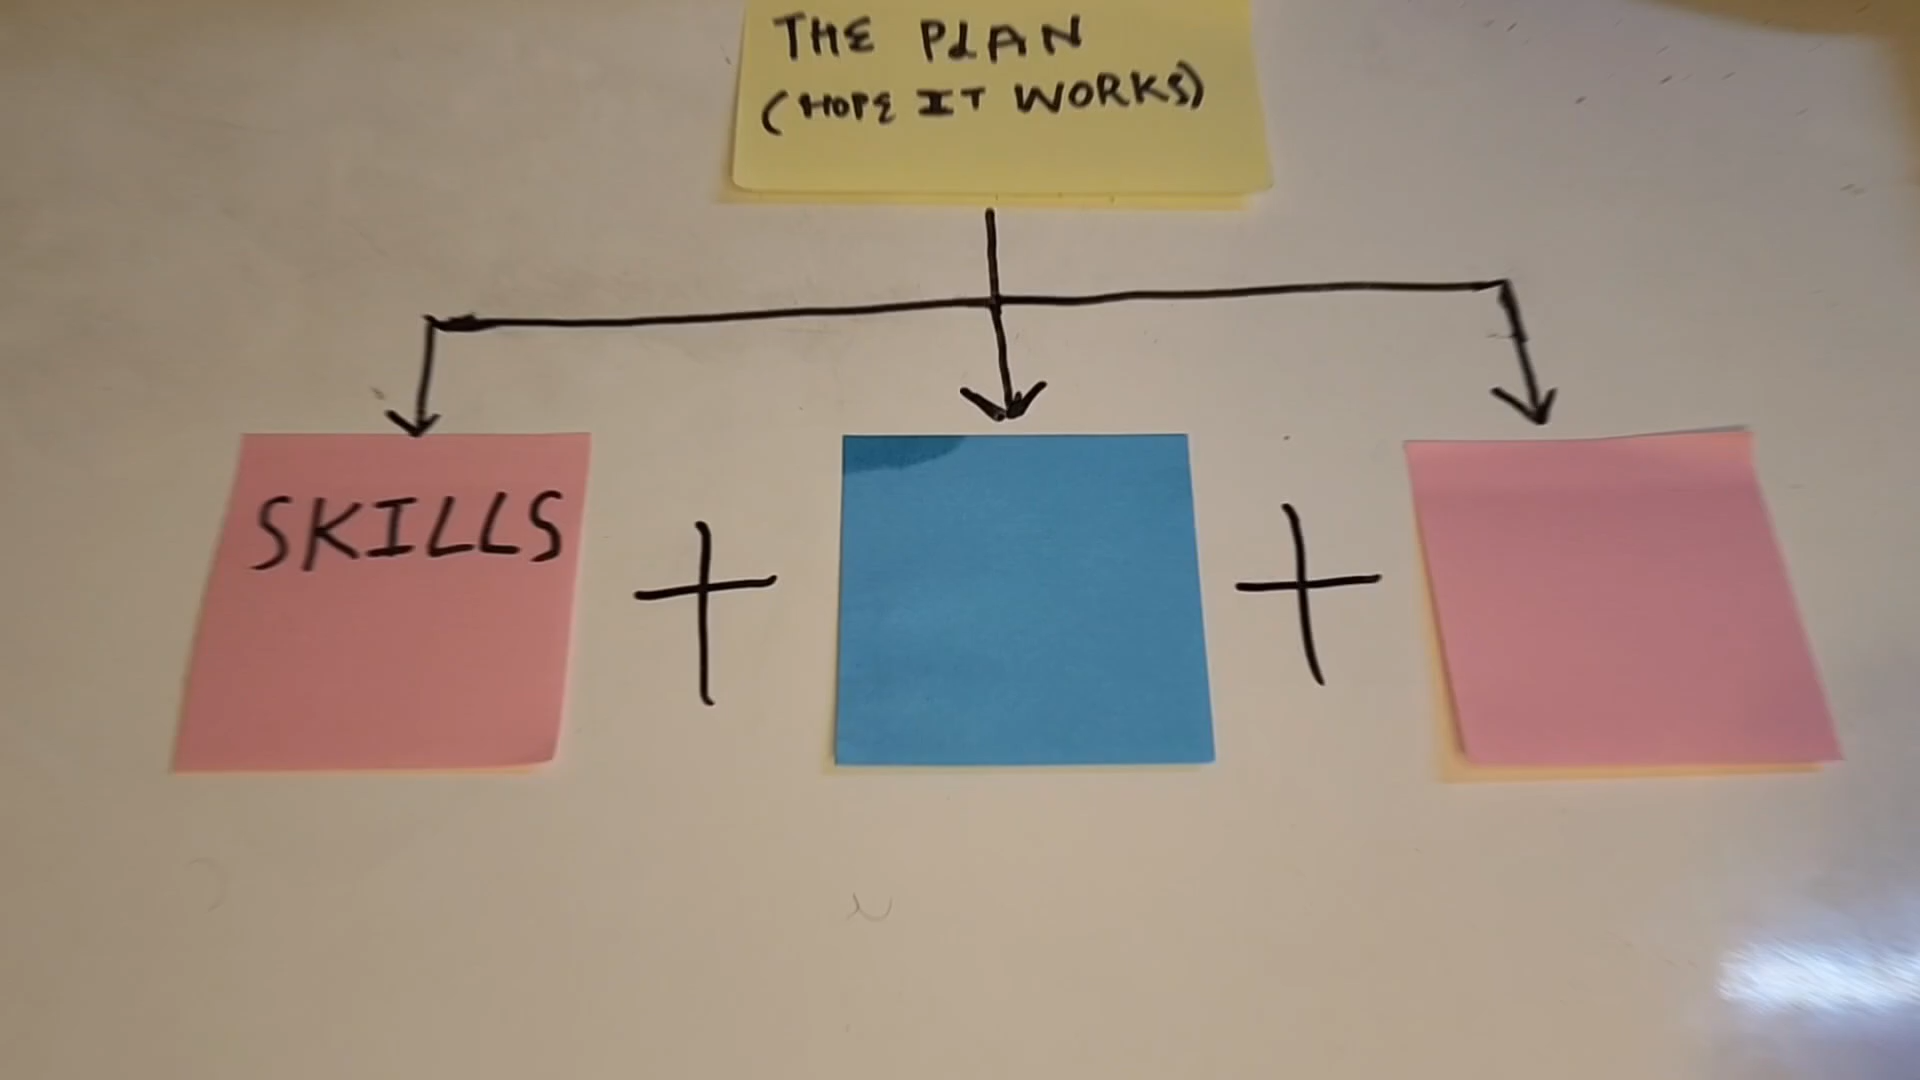 THE PLAN
(HOPE IT WORKS)
SKILLS
+ +